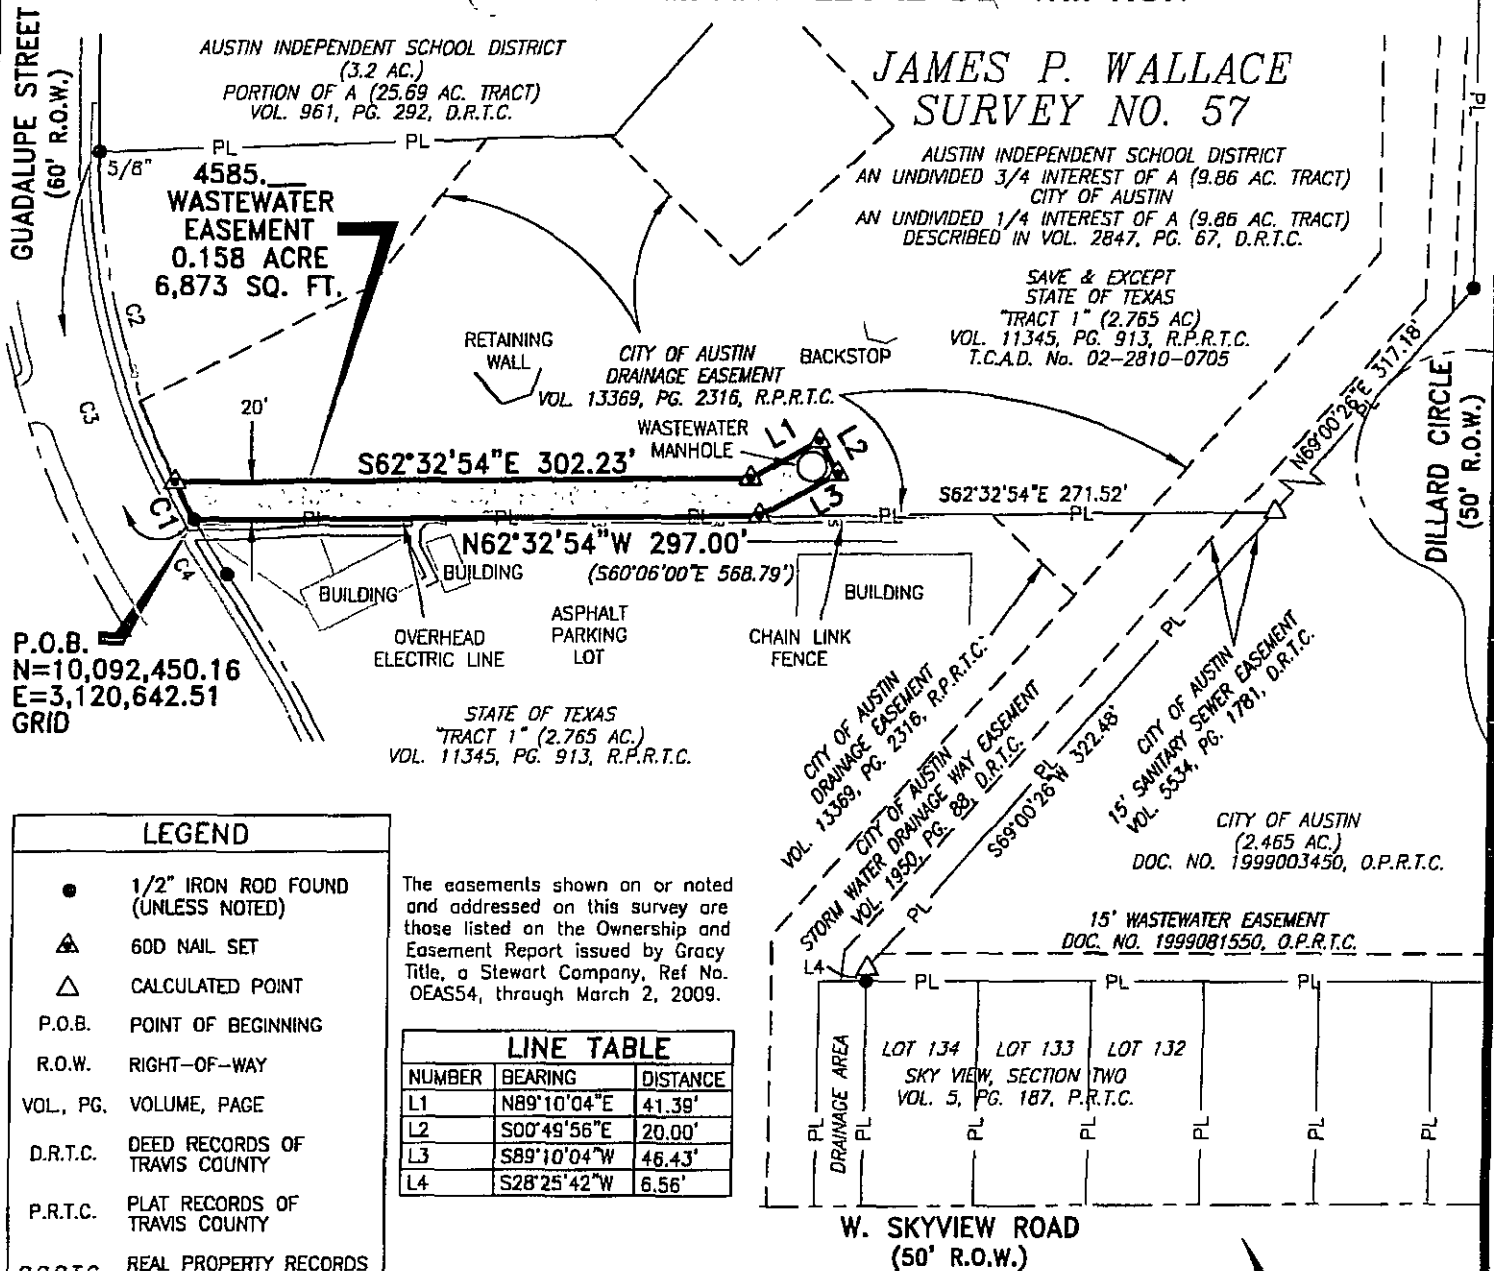 GUADALUPE STREET
(60' R.O.W.)
AUSTIN INDEPENDENT SCHOOL DISTRICT
(3.2 AC.)
PORTION OF A (25.69 AC. TRACT)
VOL. 961, PG. 292, D.R.T.C.
JAMES P. WALLACE
SURVEY NO. 57
AUSTIN INDEPENDENT SCHOOL DISTRICT
AN UNDIVIDED 3/4 INTEREST OF A (9.86 AC. TRACT)
CITY OF AUSTIN
AN UNDIVIDED 1/4 INTEREST OF A (9.86 AC. TRACT)
DESCRIBED IN VOL. 2847, PG. 67, D.R.T.C.
SAVE & EXCEPT
STATE OF TEXAS
"TRACT 1" (2.765 AC)
VOL. 11345, PG. 913, R.P.R.T.C.
T.C.A.D. No. 02-2810-0705
PL
PL
PL
5/8"
4585.__
WASTEWATER
EASEMENT
0.158 ACRE
6,873 SQ. FT.
C2
C3
RETAINING
WALL
CITY OF AUSTIN
DRAINAGE EASEMENT
VOL. 13369, PG. 2316, R.P.R.T.C.
BACKSTOP
WASTEWATER
MANHOLE
20'
L1
L2
L3
S62°32'54"E 302.23'
S62°32'54"E 271.52'
N69°00'26"E 317.18'
PL
DILLARD CIRCLE
(50' R.O.W.)
C1
PL
PL
PL
PL
PL
N62°32'54"W 297.00'
(S60°06'00"E 568.79')
C4
BUILDING
BUILDING
BUILDING
OVERHEAD
ELECTRIC LINE
ASPHALT
PARKING
LOT
CHAIN LINK
FENCE
P.O.B.
N=10,092,450.16
E=3,120,642.51
GRID
STATE OF TEXAS
"TRACT 1" (2.765 AC.)
VOL. 11345, PG. 913, R.P.R.T.C.
CITY OF AUSTIN
DRAINAGE EASEMENT
VOL. 13369, PG. 2316, R.P.R.T.C.
CITY OF AUSTIN
STORM WATER DRAINAGE WAY EASEMENT
VOL. 1950, PG. 88, D.R.T.C.
PL
PL
PL
S69°00'26"W 322.48'
CITY OF AUSTIN
15' SANITARY SEWER EASEMENT
VOL. 5534, PG. 1781, D.R.T.C.
CITY OF AUSTIN
(2.465 AC.)
DOC. NO. 1999003450, O.P.R.T.C.
15' WASTEWATER EASEMENT
DOC. NO. 1999081550, O.P.R.T.C.
L4
PL
PL
PL
LOT 134
LOT 133
LOT 132
SKY VIEW, SECTION TWO
VOL. 5, PG. 187, P.R.T.C.
DRAINAGE AREA
PL
PL
PL
PL
PL
PL
W. SKYVIEW ROAD
(50' R.O.W.)
LEGEND
1/2" IRON ROD FOUND
(UNLESS NOTED)
60D NAIL SET
CALCULATED POINT
P.O.B. POINT OF BEGINNING
R.O.W. RIGHT-OF-WAY
VOL., PG. VOLUME, PAGE
D.R.T.C. DEED RECORDS OF
TRAVIS COUNTY
P.R.T.C. PLAT RECORDS OF
TRAVIS COUNTY
REAL PROPERTY RECORDS
The easements shown on or noted
and addressed on this survey are
those listed on the Ownership and
Easement Report issued by Gracy
Title, a Stewart Company, Ref No.
OEAS54, through March 2, 2009.
LINE TABLE
NUMBER BEARING DISTANCE
L1 N89°10'04"E 41.39'
L2 S00°49'56"E 20.00'
L3 S89°10'04"W 46.43'
L4 S28°25'42"W 6.56'